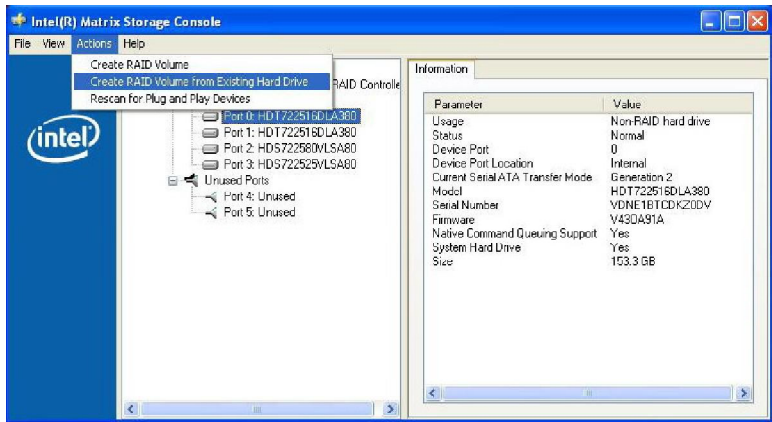 Intel(R) Matrix Storage Console
File View Actions Help
Create RAID Volume
Create RAID Volume from Existing Hard Drive
Rescan for Plug and Play Devices
RAID Controlle
Port 0: HDT722516DLA380
Port 1: HDT722516DLA380
Port 2: HDS722580VLSA80
Port 3: HDS722525VLSA80
Unused Ports
Port 4: Unused
Port 5: Unused
intel
Information
Parameter Value
Usage Non-RAID hard drive
Status Normal
Device Port 0
Device Port Location Internal
Current Serial ATA Transfer Mode Generation 2
Model HDT722516DLA380
Serial Number VDNE1BTCDKZ0DV
Firmware V43OA91A
Native Command Queuing Support Yes
System Hard Drive Yes
Size 153.3 GB